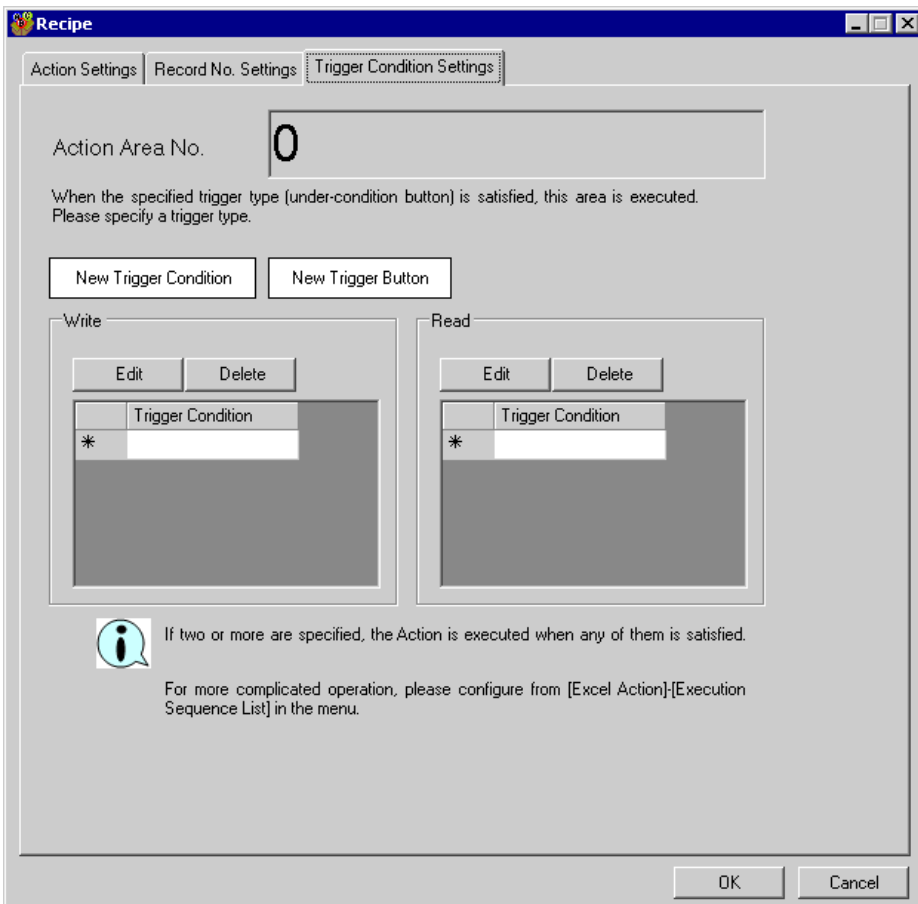 Recipe
Action Settings Record No. Settings Trigger Condition Settings
Action Area No. 0
When the specified trigger type (under-condition button) is satisfied, this area is executed.
Please specify a trigger type.
New Trigger Condition New Trigger Button
Write Read
Edit Delete Edit Delete
Trigger Condition Trigger Condition
* *
If two or more are specified, the Action is executed when any of them is satisfied.
For more complicated operation, please configure from [Excel Action]-[Execution
Sequence List] in the menu.
OK Cancel